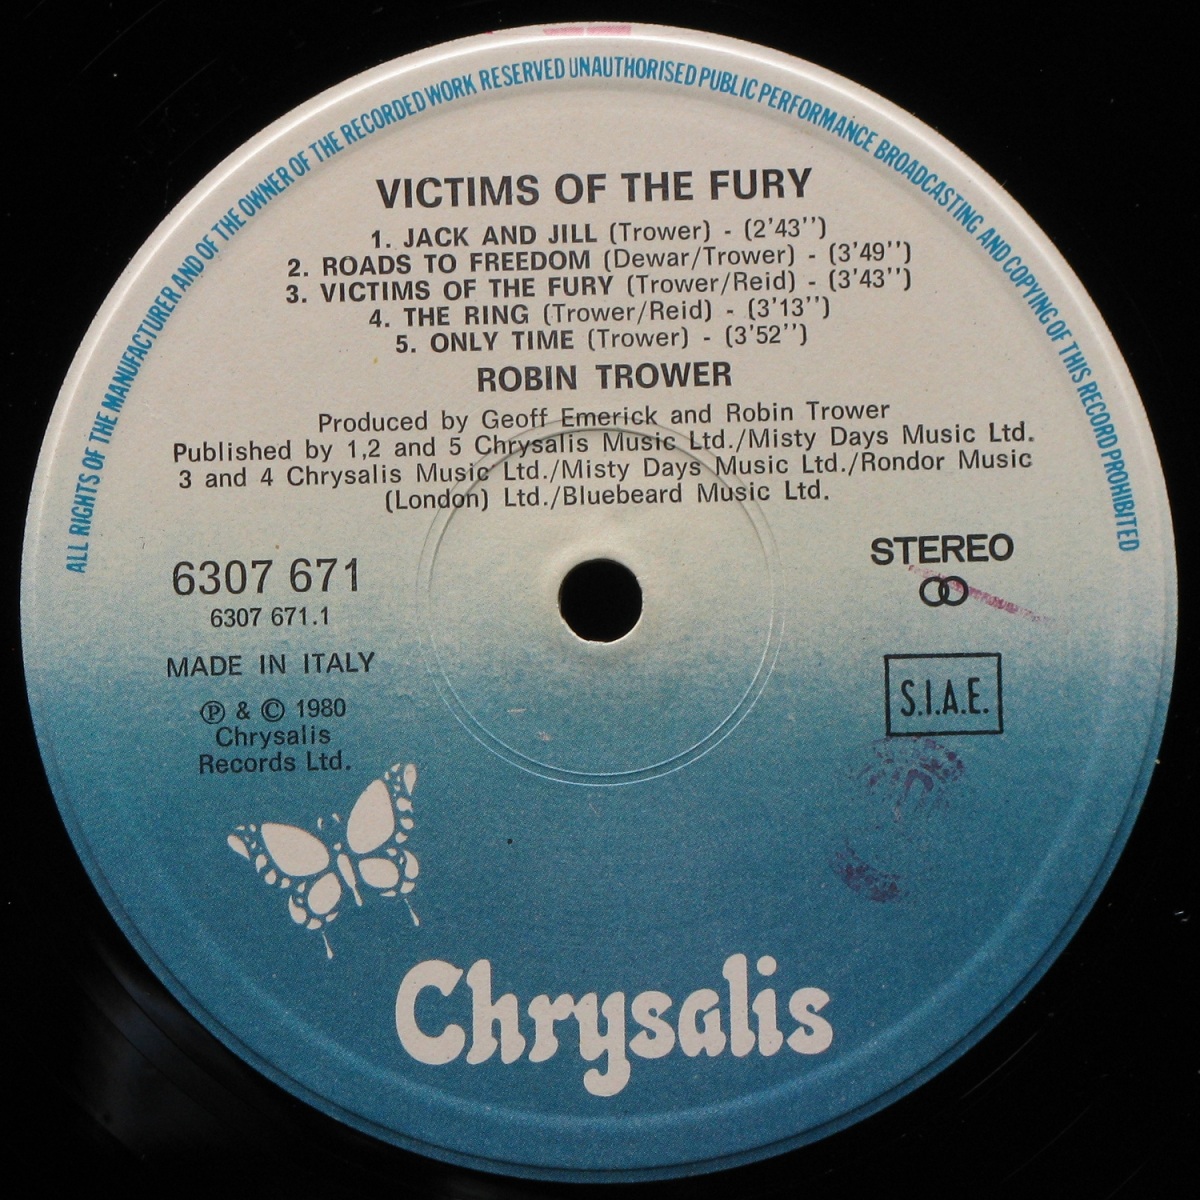 ALL RIGHTS OF THE MANUFACTURER AND OF THE OWNER OF THE RECORDED WORK RESERVED UNAUTHORISED PUBLIC PERFORMANCE BROADCASTING AND COPYING OF THIS RECORD PROHIBITED
VICTIMS OF THE FURY
1. JACK AND JILL (Trower) - (2'43'')
2. ROADS TO FREEDOM (Dewar/Trower) - (3'49'')
3. VICTIMS OF THE FURY (Trower/Reid) - (3'43'')
4. THE RING (Trower/Reid) - (3'13'')
5. ONLY TIME (Trower) - (3'52'')
ROBIN TROWER
Produced by Geoff Emerick and Robin Trower
Published by 1,2 and 5 Chrysalis Music Ltd./Misty Days Music Ltd.
3 and 4 Chrysalis Music Ltd./Misty Days Music Ltd./Rondor Music
(London) Ltd./Bluebeard Music Ltd.
6307 671
6307 671.1
MADE IN ITALY
℗ & © 1980
Chrysalis
Records Ltd.
STEREO
S.I.A.E.
Chrysalis